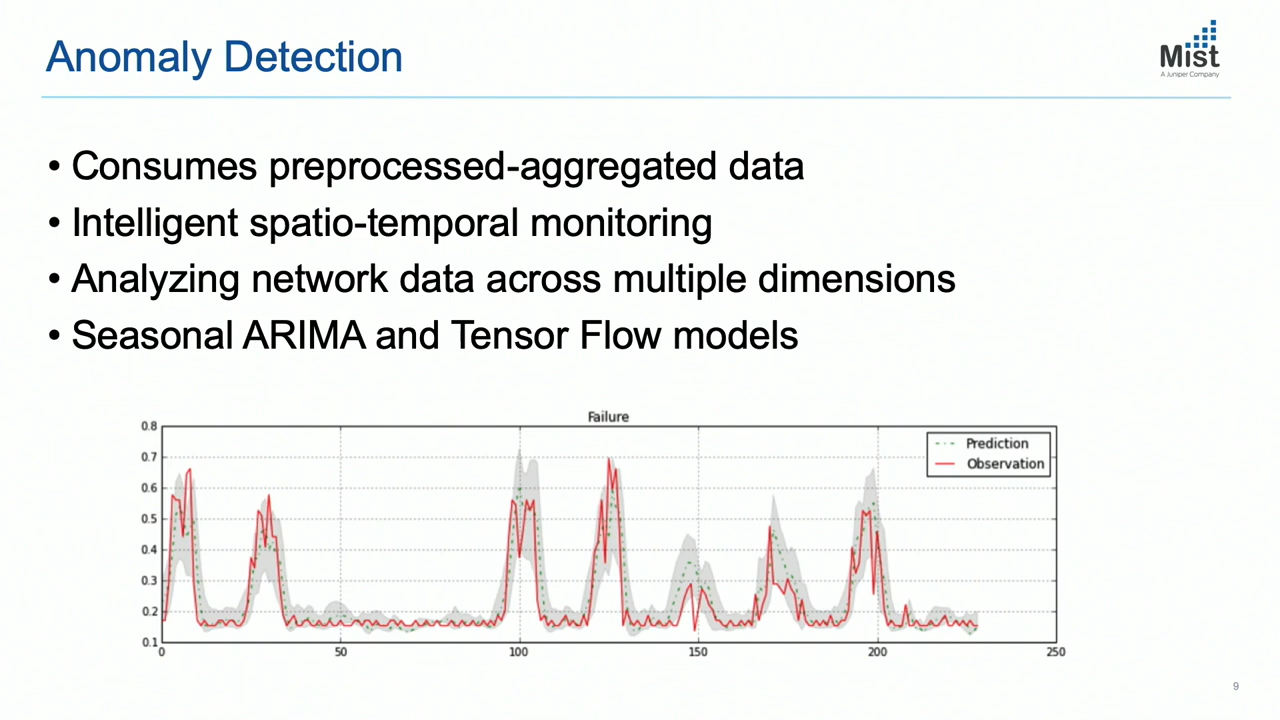 Anomaly Detection
Mist
A Juniper Company
• Consumes preprocessed-aggregated data
• Intelligent spatio-temporal monitoring
• Analyzing network data across multiple dimensions
• Seasonal ARIMA and Tensor Flow models
Failure
Prediction
Observation
0.8
0.7
0.6
0.5
0.4
0.3
0.2
0.1
0 50 100 150 200 250
9